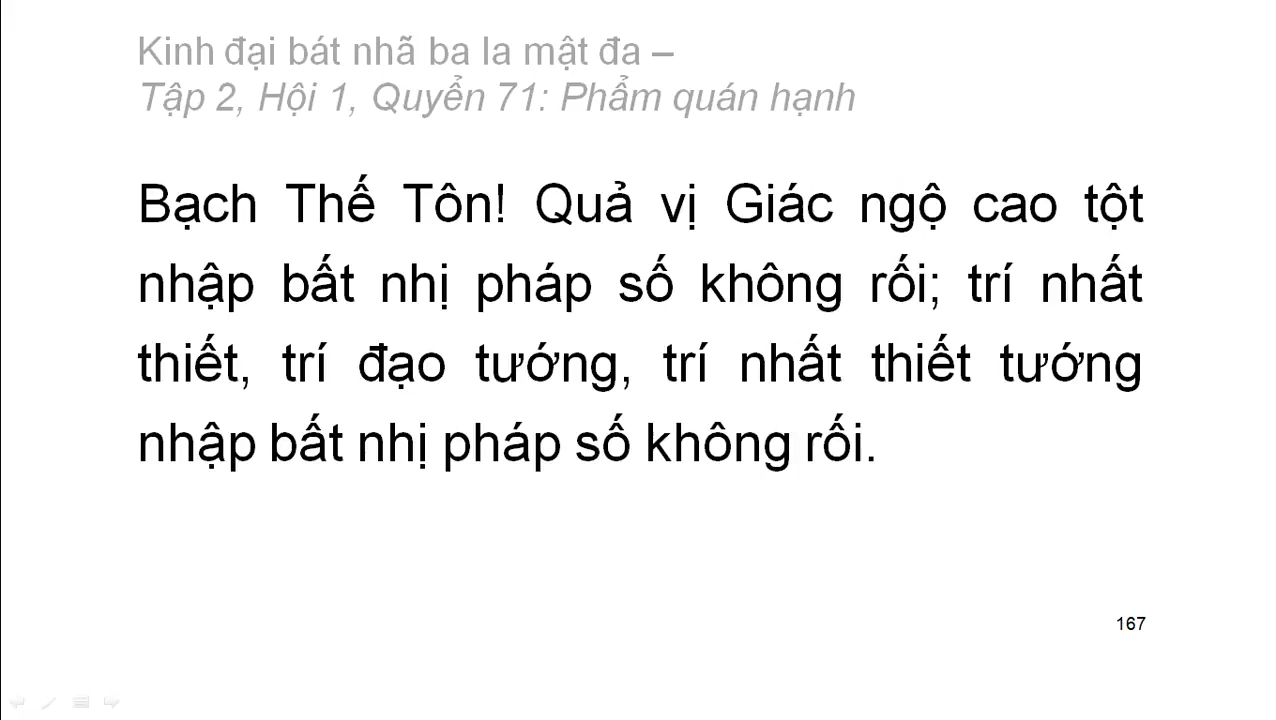 Kinh đại bát nhã ba la mật đa –
Tập 2, Hội 1, Quyển 71: Phẩm quán hạnh
Bạch Thế Tôn! Quả vị Giác ngộ cao tột
nhập bất nhị pháp số không rối; trí nhất
thiết, trí đạo tướng, trí nhất thiết tướng
nhập bất nhị pháp số không rối.
167